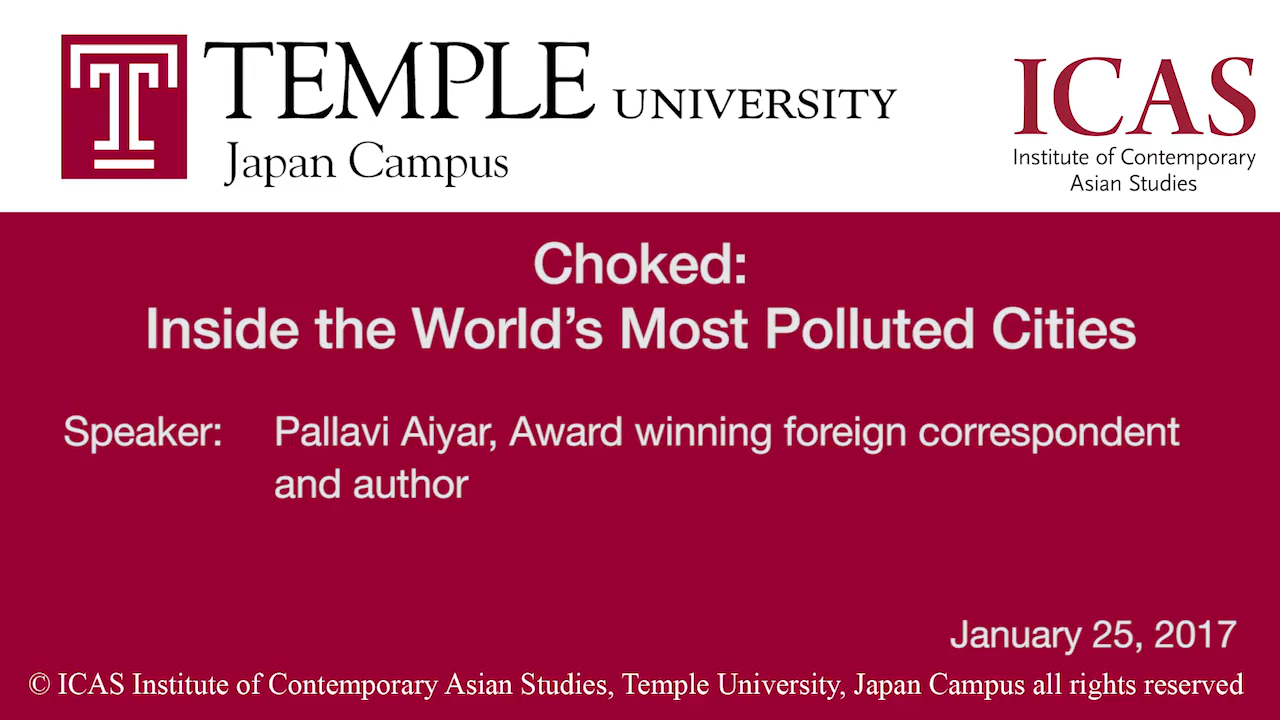 TEMPLE UNIVERSITY
Japan Campus
ICAS
Institute of Contemporary
Asian Studies
Choked:
Inside the World’s Most Polluted Cities
Speaker: Pallavi Aiyar, Award winning foreign correspondent
and author
January 25, 2017
© ICAS Institute of Contemporary Asian Studies, Temple University, Japan Campus all rights reserved